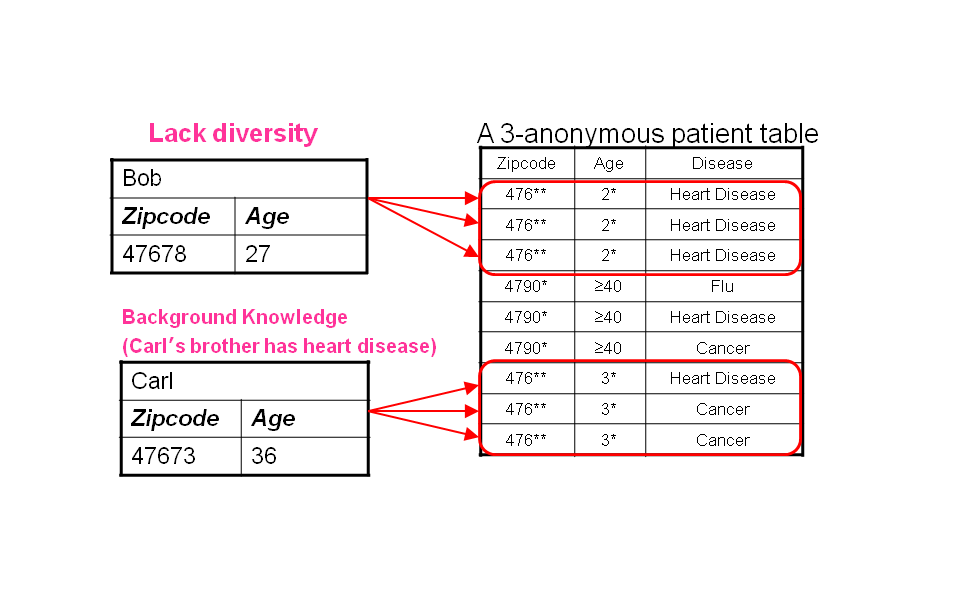 Lack diversity
Bob
Zipcode Age
47678 27
Background Knowledge
(Carl's brother has heart disease)
Carl
Zipcode Age
47673 36
A 3-anonymous patient table
Zipcode Age Disease
476** 2* Heart Disease
476** 2* Heart Disease
476** 2* Heart Disease
4790* ≥40 Flu
4790* ≥40 Heart Disease
4790* ≥40 Cancer
476** 3* Heart Disease
476** 3* Cancer
476** 3* Cancer